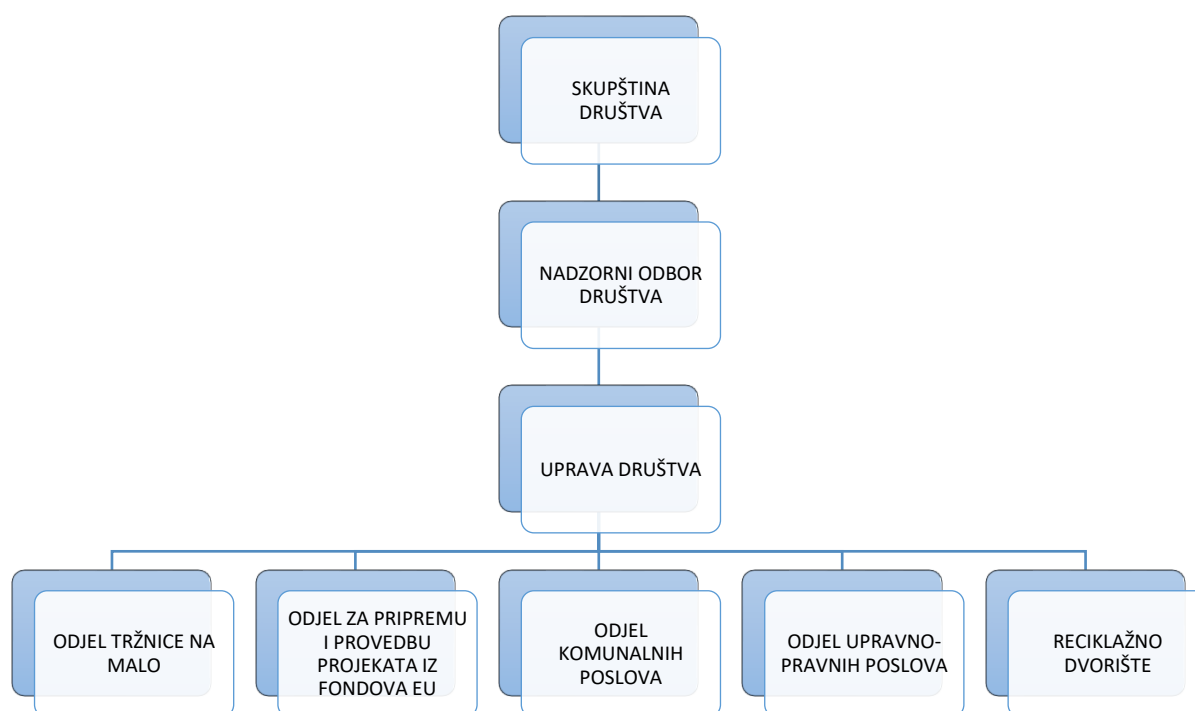 SKUPŠTINA
DRUŠTVA
NADZORNI ODBOR
DRUŠTVA
UPRAVA DRUŠTVA
ODJEL TRŽNICE NA
MALO
ODJEL ZA PRIPREMU
I PROVEDBU
PROJEKATA IZ
FONDOVA EU
ODJEL
KOMUNALNIH
POSLOVA
ODJEL UPRAVNO-
PRAVNIH POSLOVA
RECIKLAŽNO
DVORIŠTE